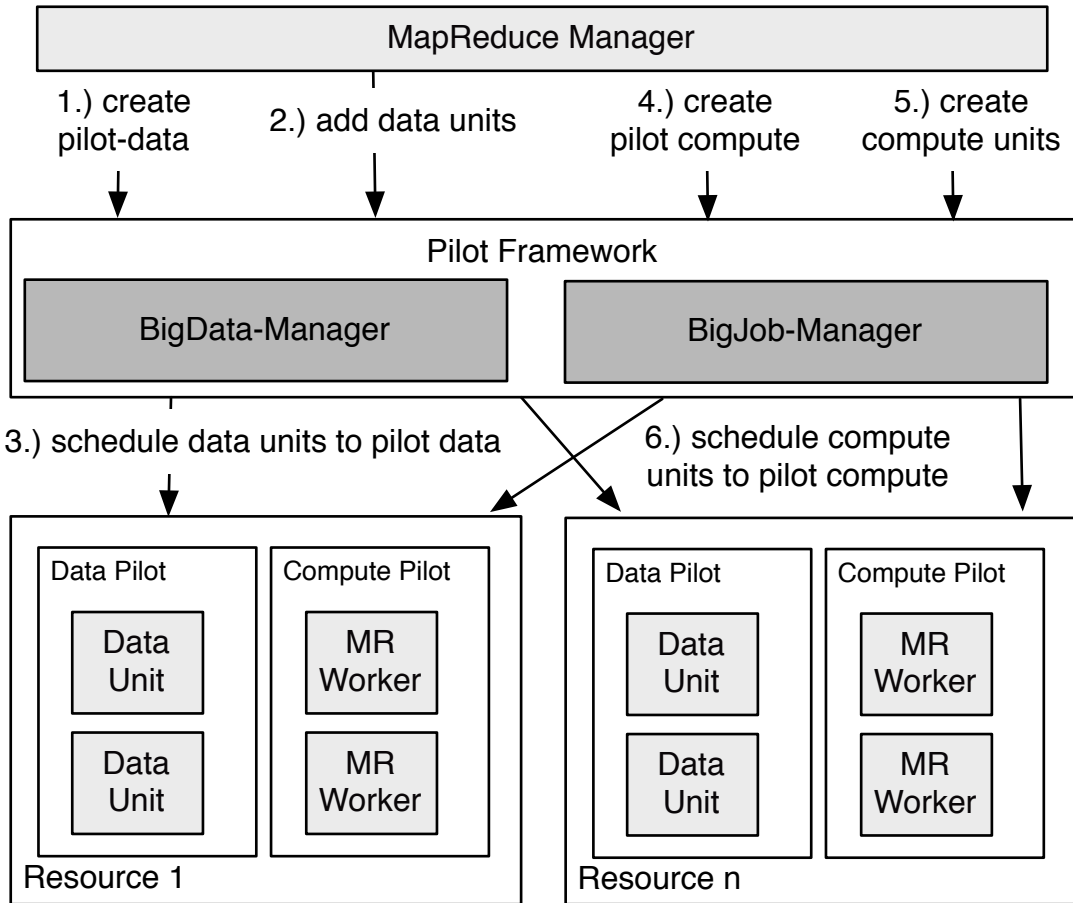 MapReduce Manager
1.) create
pilot-data
2.) add data units
4.) create
pilot compute
5.) create
compute units
Pilot Framework
BigData-Manager
BigJob-Manager
3.) schedule data units to pilot data
6.) schedule compute
units to pilot compute
Data Pilot
Data
Unit
Data
Unit
Compute Pilot
MR
Worker
MR
Worker
Resource 1
Data Pilot
Data
Unit
Data
Unit
Compute Pilot
MR
Worker
MR
Worker
Resource n